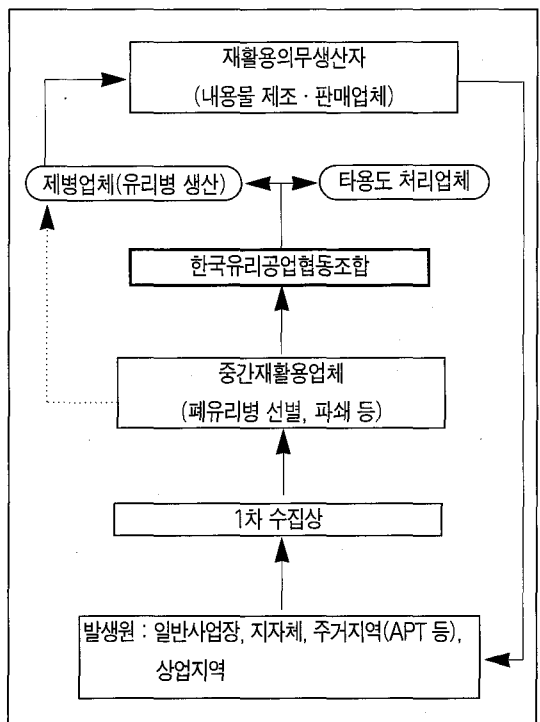 재활용의무생산자
(내용물 제조 · 판매업체)
제병업체(유리병 생산)
타용도 처리업체
한국유리공업협동조합
중간재활용업체
(폐유리병 선별, 파쇄 등)
1차 수집상
발생원 : 일반사업장, 지자체, 주거지역(APT 등),
상업지역